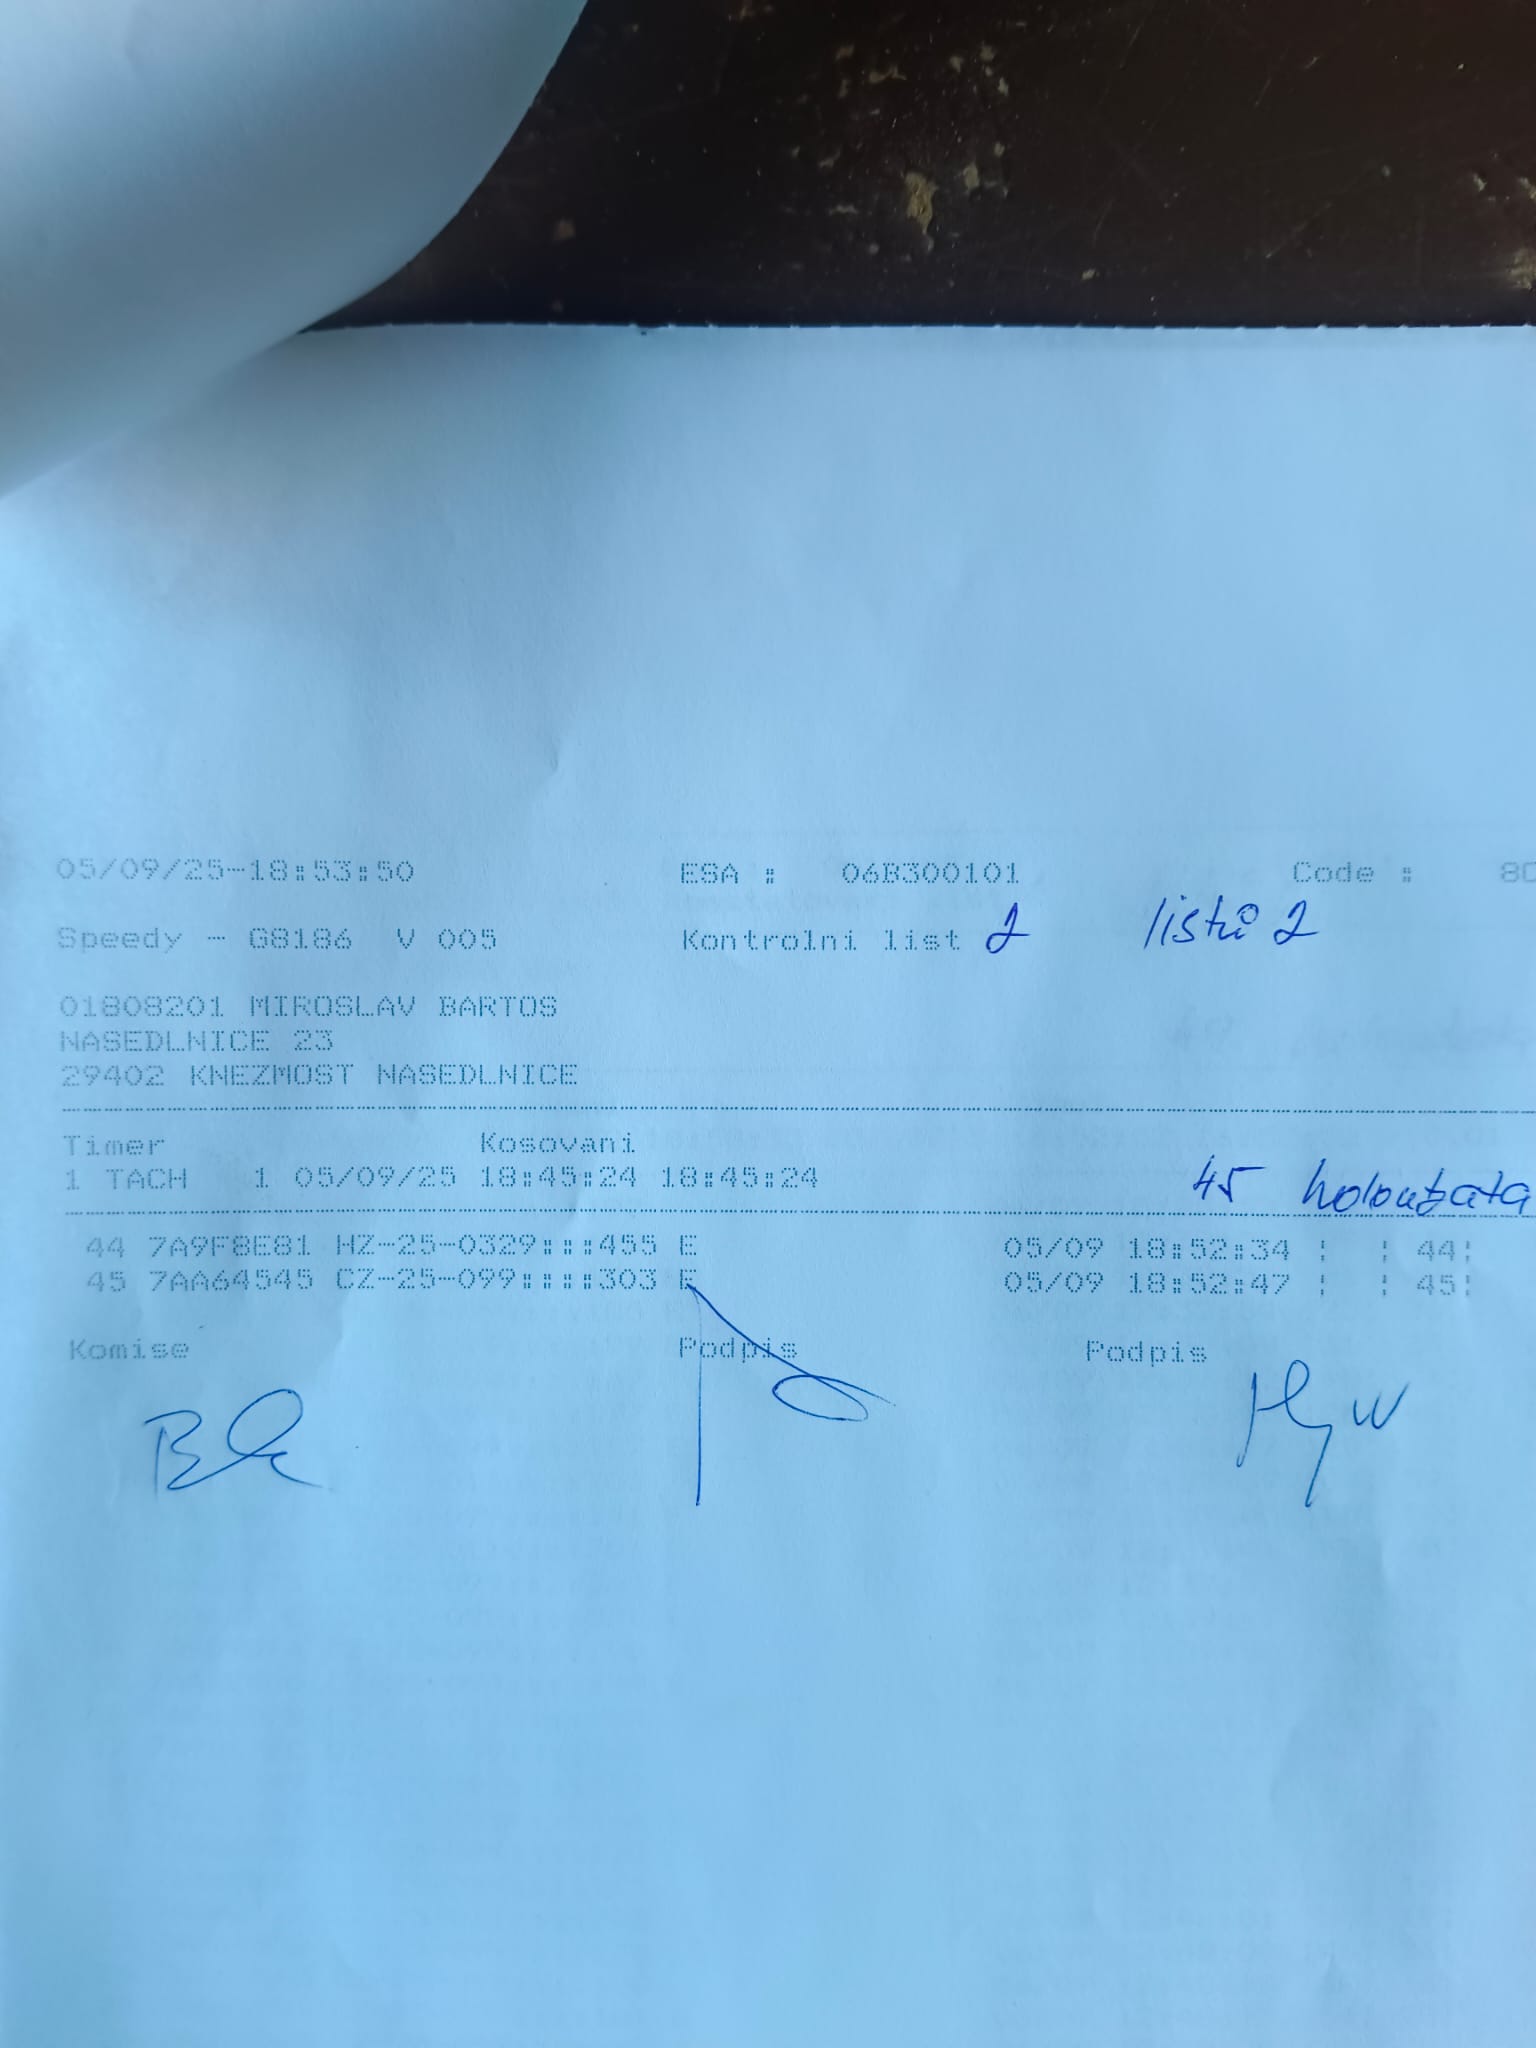 05/09/25-18:53:50 ESA : 06B300101 Code : 80
Speedy - G8186 V 005 Kontrolni list 2 listů 2
01808201 MIROSLAV BARTOS
NASEDLNICE 23
29402 KNEZMOST NASEDLNICE
Timer Kosovani
1 TACH 1 05/09/25 18:45:24 18:45:24 45 holoubata
44 7A9F8E81 HZ-25-0329:::455 E 05/09 18:52:34 ¦ ¦ 44¦
45 7AA64545 CZ-25-099::::303 E 05/09 18:52:47 ¦ ¦ 45¦
Komise Podpis Podpis